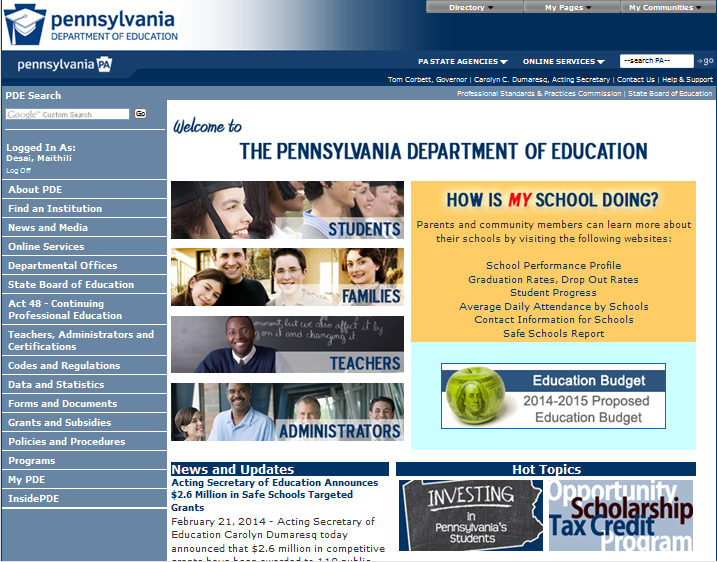 pennsylvania
DEPARTMENT OF EDUCATION
Directory
My Pages
My Communities
pennsylvania PA
PA STATE AGENCIES
ONLINE SERVICES
--search PA--
go
Tom Corbett, Governor | Carolyn C. Dumaresq, Acting Secretary | Contact Us | Help & Support
Professional Standards & Practices Commission | State Board of Education
PDE Search
Google™ Custom Search
Go
Logged In As:
Desai, Maithili
Log Off
About PDE
Find an Institution
News and Media
Online Services
Departmental Offices
State Board of Education
Act 48 - Continuing
Professional Education
Teachers, Administrators and
Certifications
Codes and Regulations
Data and Statistics
Forms and Documents
Grants and Subsidies
Policies and Procedures
Programs
My PDE
InsidePDE
Welcome to
THE PENNSYLVANIA DEPARTMENT OF EDUCATION
STUDENTS
FAMILIES
ment, but we also affect it by
g on it and changing it
TEACHERS
ADMINISTRATORS
HOW IS MY SCHOOL DOING?
Parents and community members can learn more about
their schools by visiting the following websites:
School Performance Profile
Graduation Rates, Drop Out Rates
Student Progress
Average Daily Attendance by Schools
Contact Information for Schools
Safe Schools Report
Education Budget
2014-2015 Proposed
Education Budget
News and Updates
Acting Secretary of Education Announces
$2.6 Million in Safe Schools Targeted
Grants
February 21, 2014 - Acting Secretary of
Education Carolyn Dumaresq today
announced that $2.6 million in competitive
grants have been awarded to 110 public
Hot Topics
INVESTING
in
PENNSYLVANIA'S
STUDENTS
Opportunity
Scholarship
Tax Credit
Program